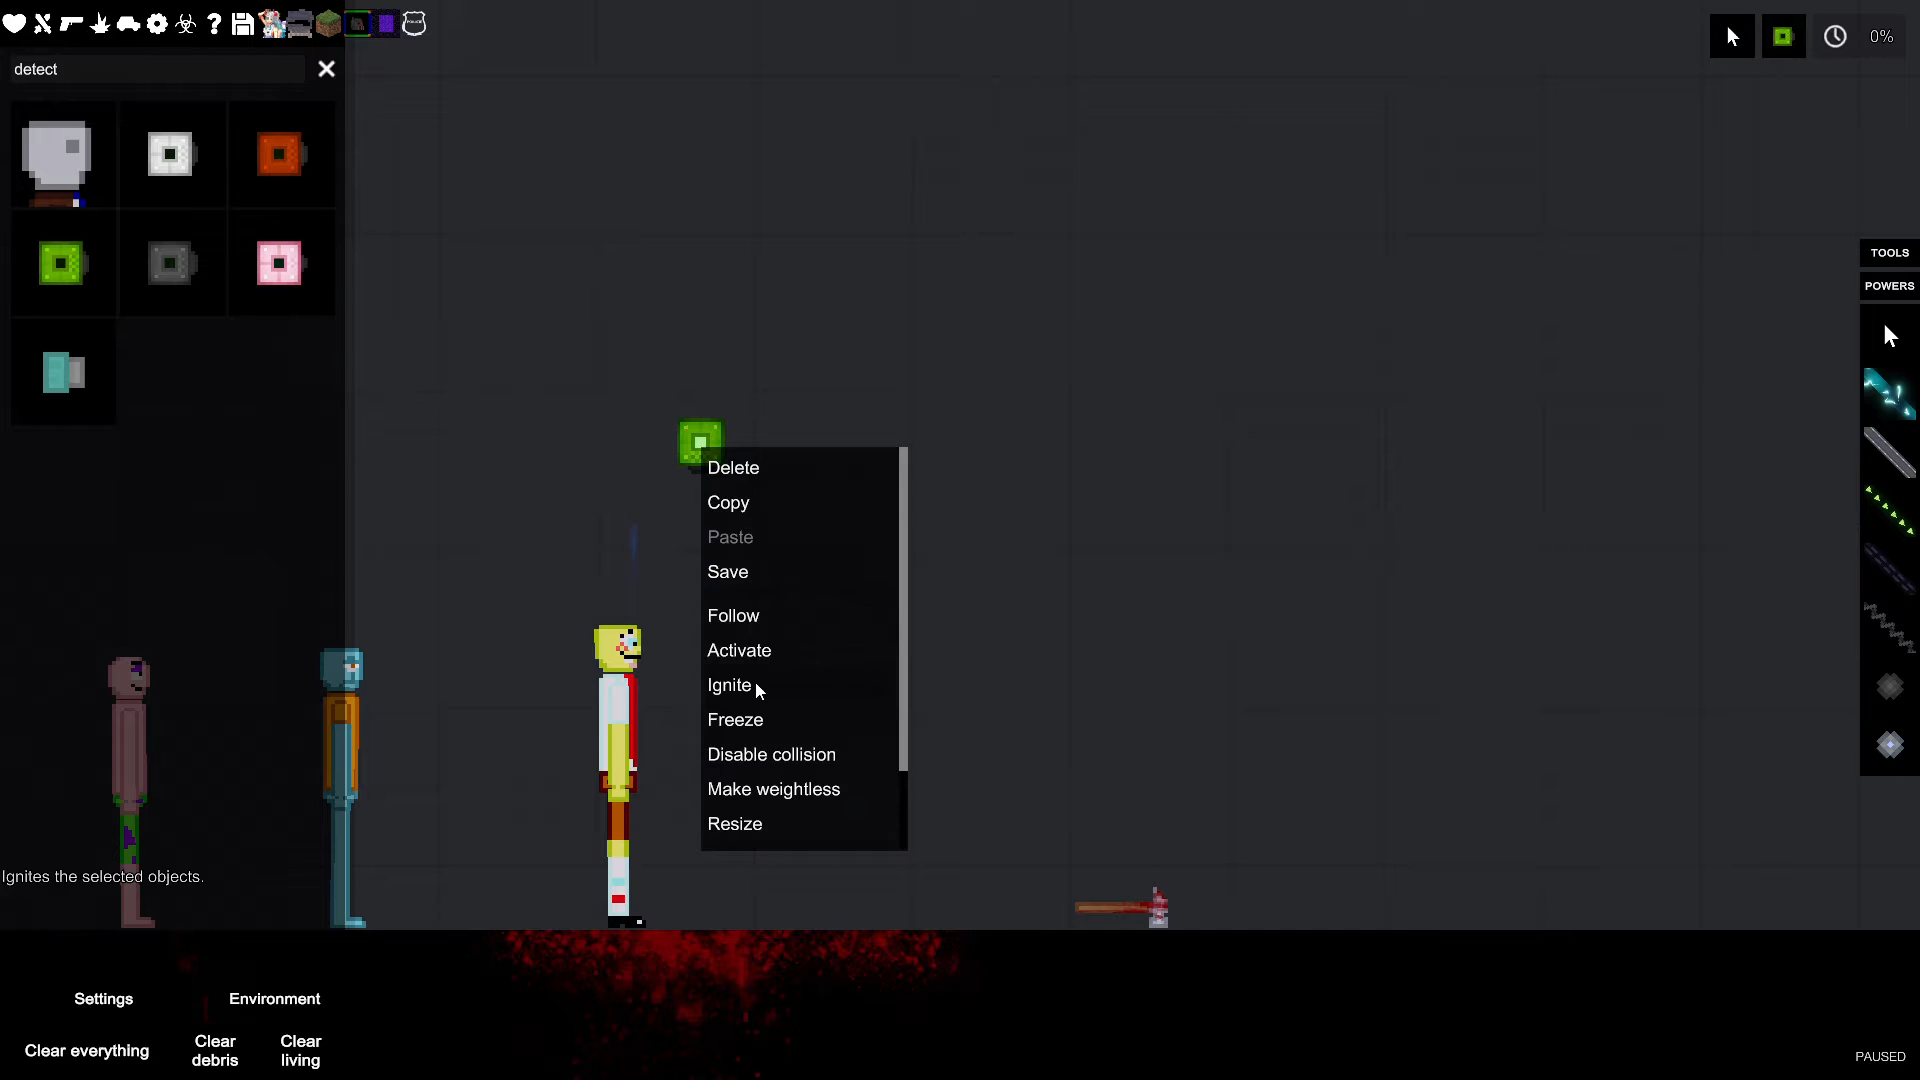 detect
0%
TOOLS
POWERS
Delete
Copy
Paste
Save
Follow
Activate
Ignite
Freeze
Disable collision
Make weightless
Resize
Ignites the selected objects.
Settings
Environment
Clear everything
Clear
debris
Clear
living
PAUSED